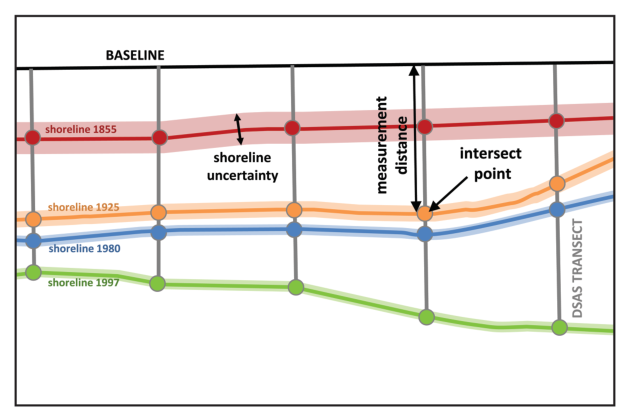 BASELINE
shoreline 1855
shoreline
uncertainty
measurement
distance
intersect
point
shoreline 1925
shoreline 1980
shoreline 1997
DSAS TRANSECT